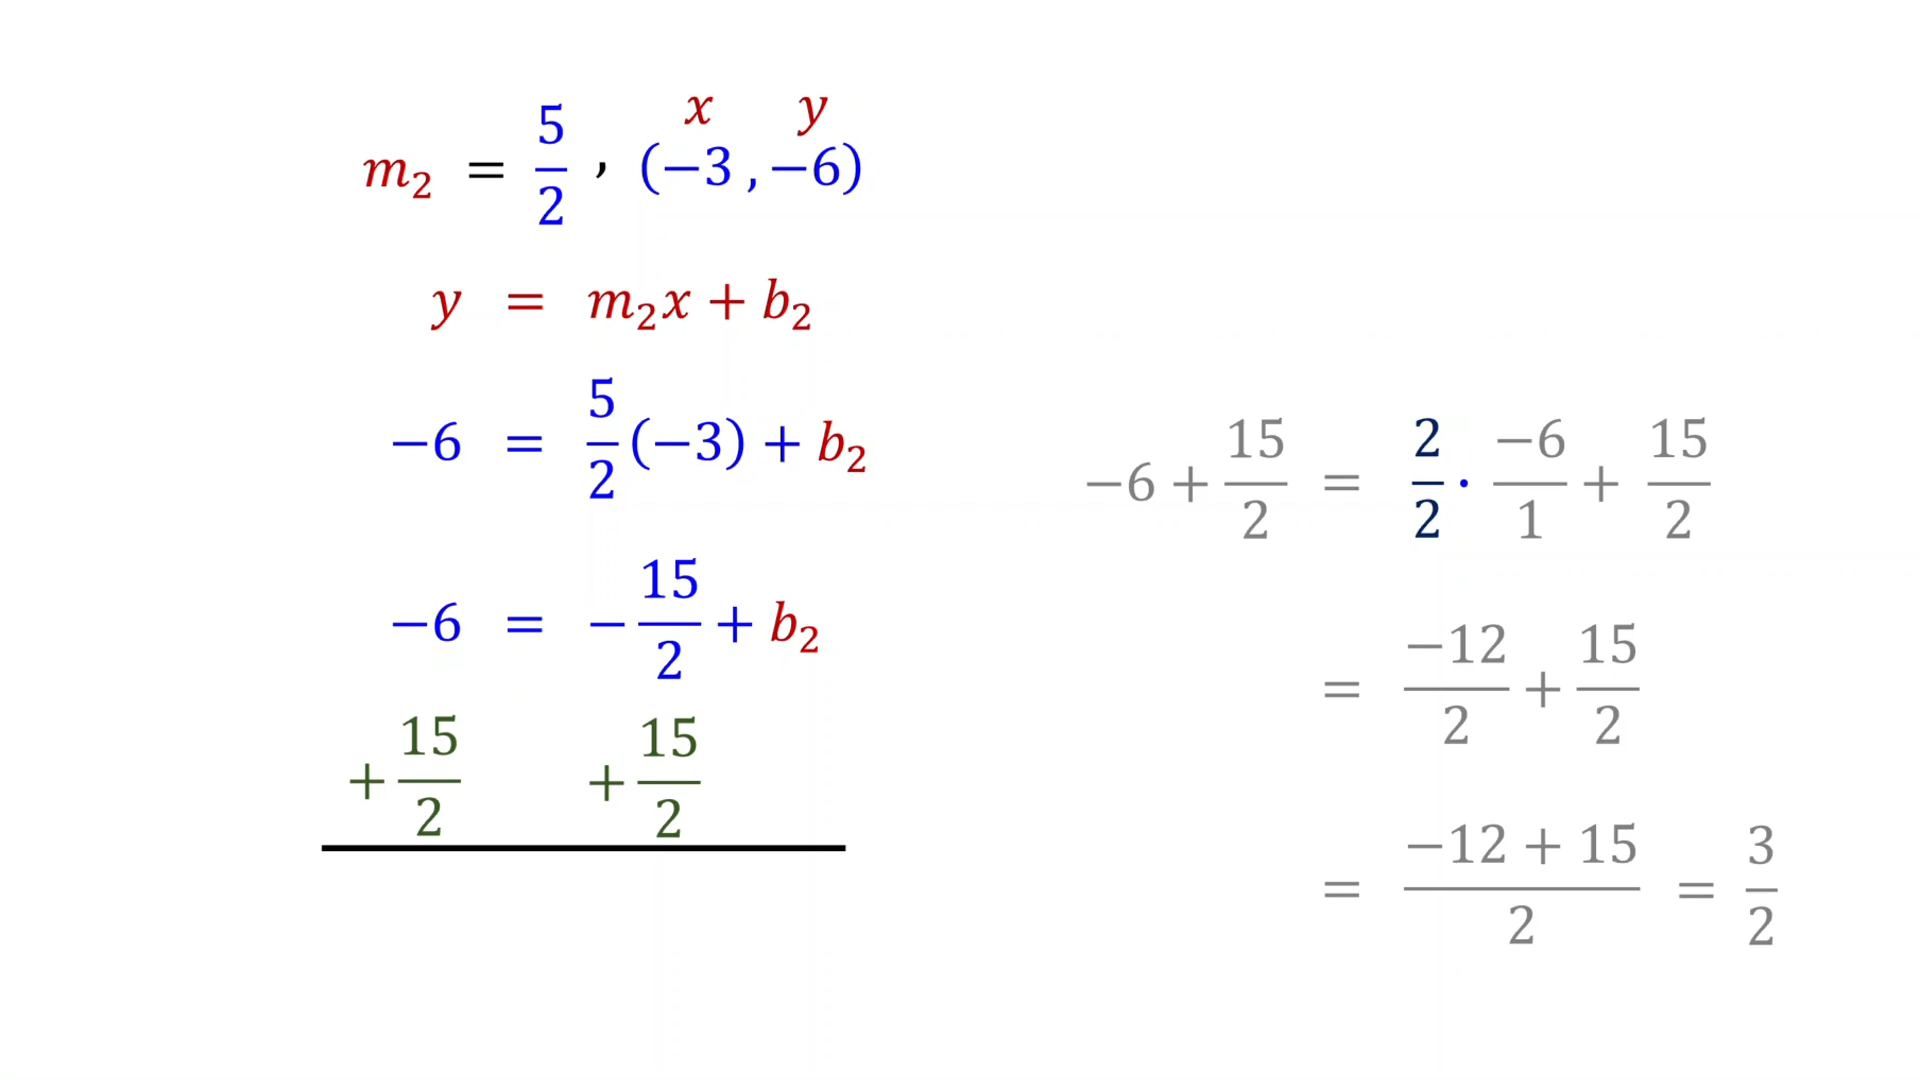 x y
m₂ = 5/2 , (−3 , −6)
y = m₂x + b₂
−6 = 5/2 (−3) + b₂
−6 = − 15/2 + b₂
+ 15/2 + 15/2
−6 + 15/2 = 2/2 · −6/1 + 15/2
= −12/2 + 15/2
= −12 + 15/2 = 3/2